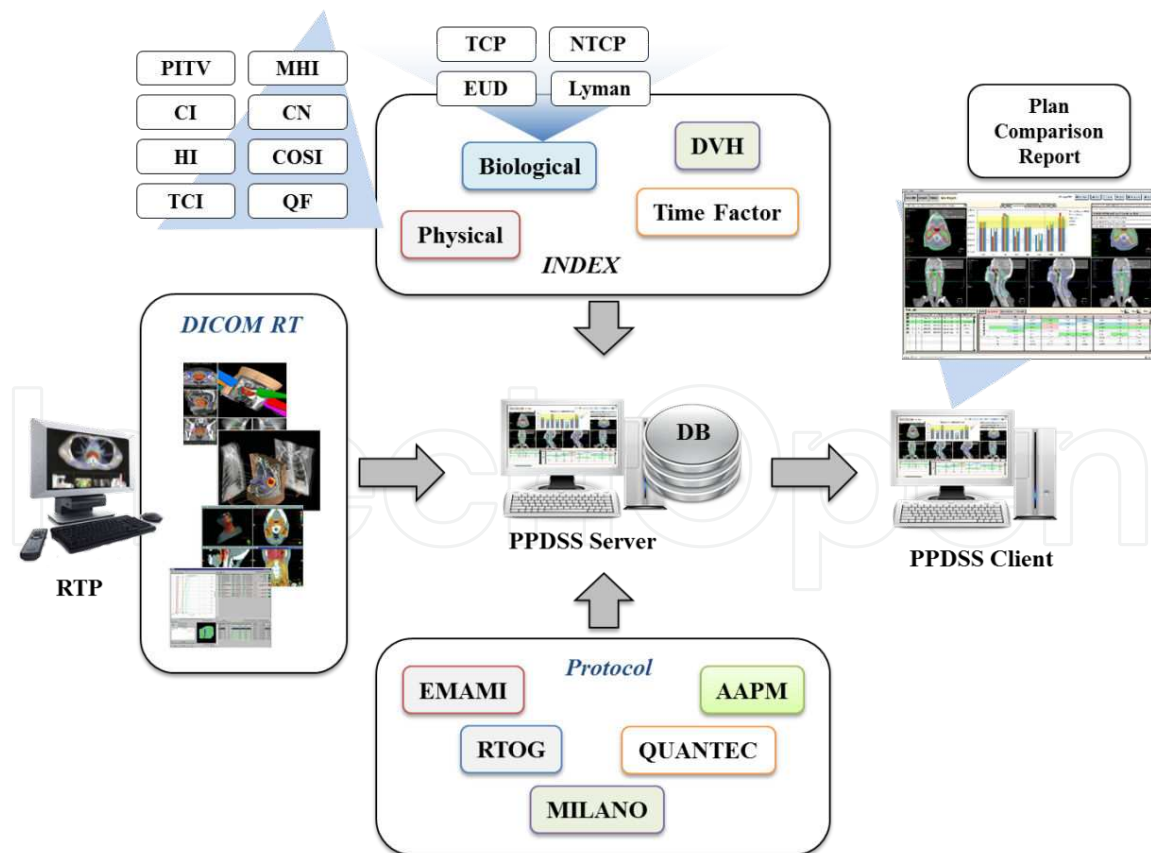 TCP NTCP
EUD Lyman
PITV MHI
CI CN
HI COSI
TCI QF
Biological
DVH
Physical
Time Factor
INDEX
Plan
Comparison
Report
DICOM RT
RTP
DB
PPDSS Server
PPDSS Client
Protocol
EMAMI
AAPM
RTOG
QUANTEC
MILANO
IntechOpen